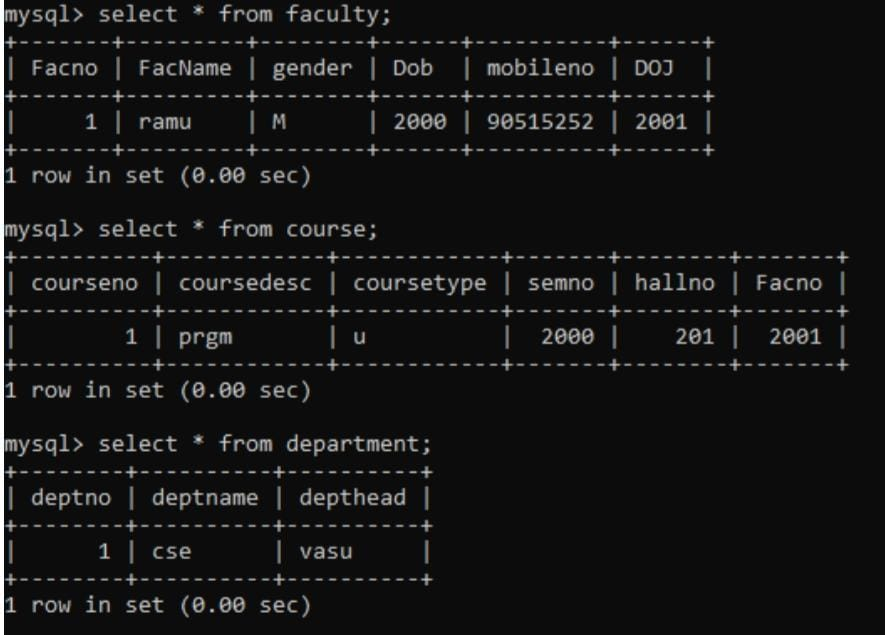 mysql> select * from faculty;
+-------+---------+--------+------+----------+------+
| Facno | FacName | gender | Dob  | mobileno | DOJ  |
+-------+---------+--------+------+----------+------+
|     1 | ramu    | M      | 2000 | 90515252 | 2001 |
+-------+---------+--------+------+----------+------+
1 row in set (0.00 sec)
mysql> select * from course;
+----------+------------+------------+-------+--------+-------+
| courseno | coursedesc | coursetype | semno | hallno | Facno |
+----------+------------+------------+-------+--------+-------+
|        1 | prgm       | u          |  2000 |    201 |  2001 |
+----------+------------+------------+-------+--------+-------+
1 row in set (0.00 sec)
mysql> select * from department;
+--------+----------+----------+
| deptno | deptname | depthead |
+--------+----------+----------+
|      1 | cse      | vasu     |
+--------+----------+----------+
1 row in set (0.00 sec)